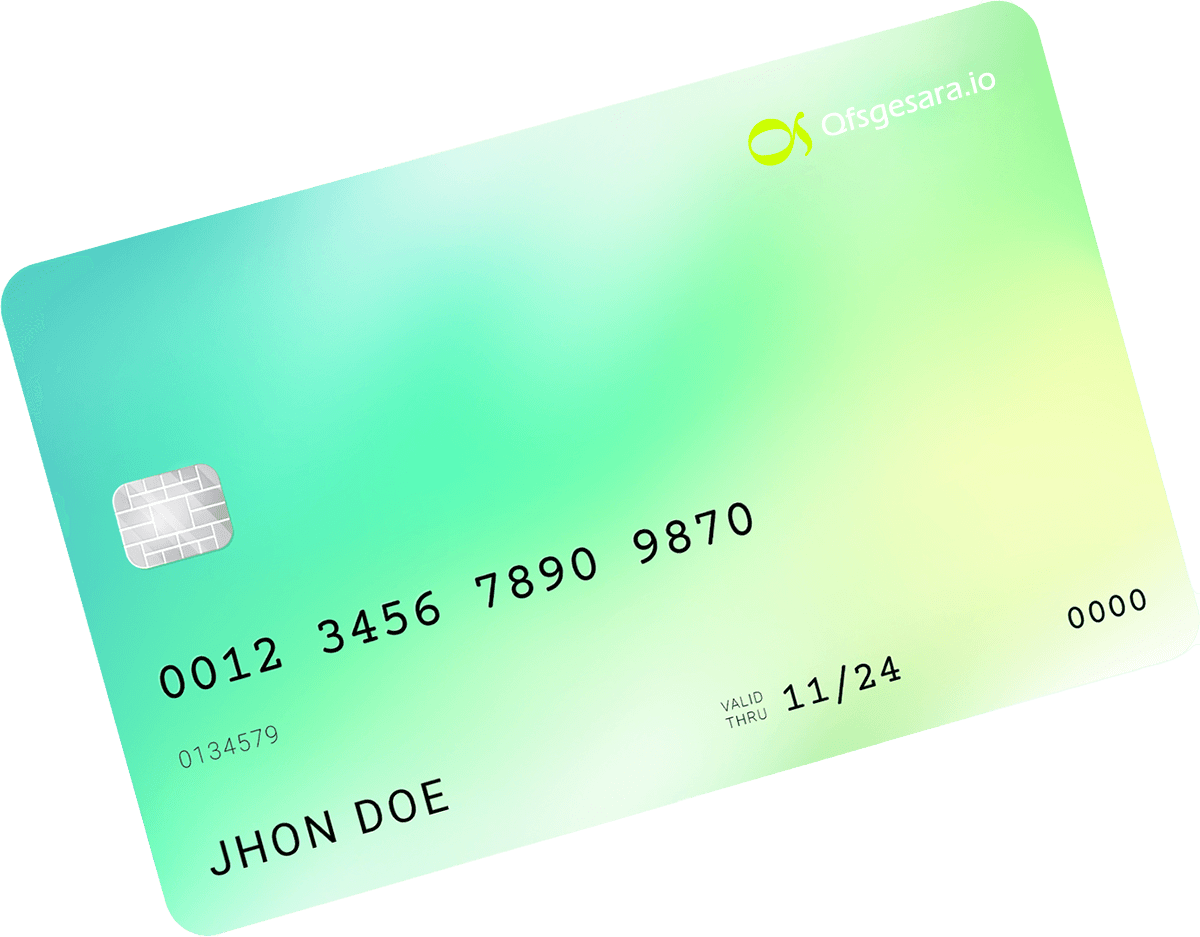 Qfsgesara.io
0012 3456 7890 9870
0000
0134579
VALID
THRU
11/24
JHON DOE